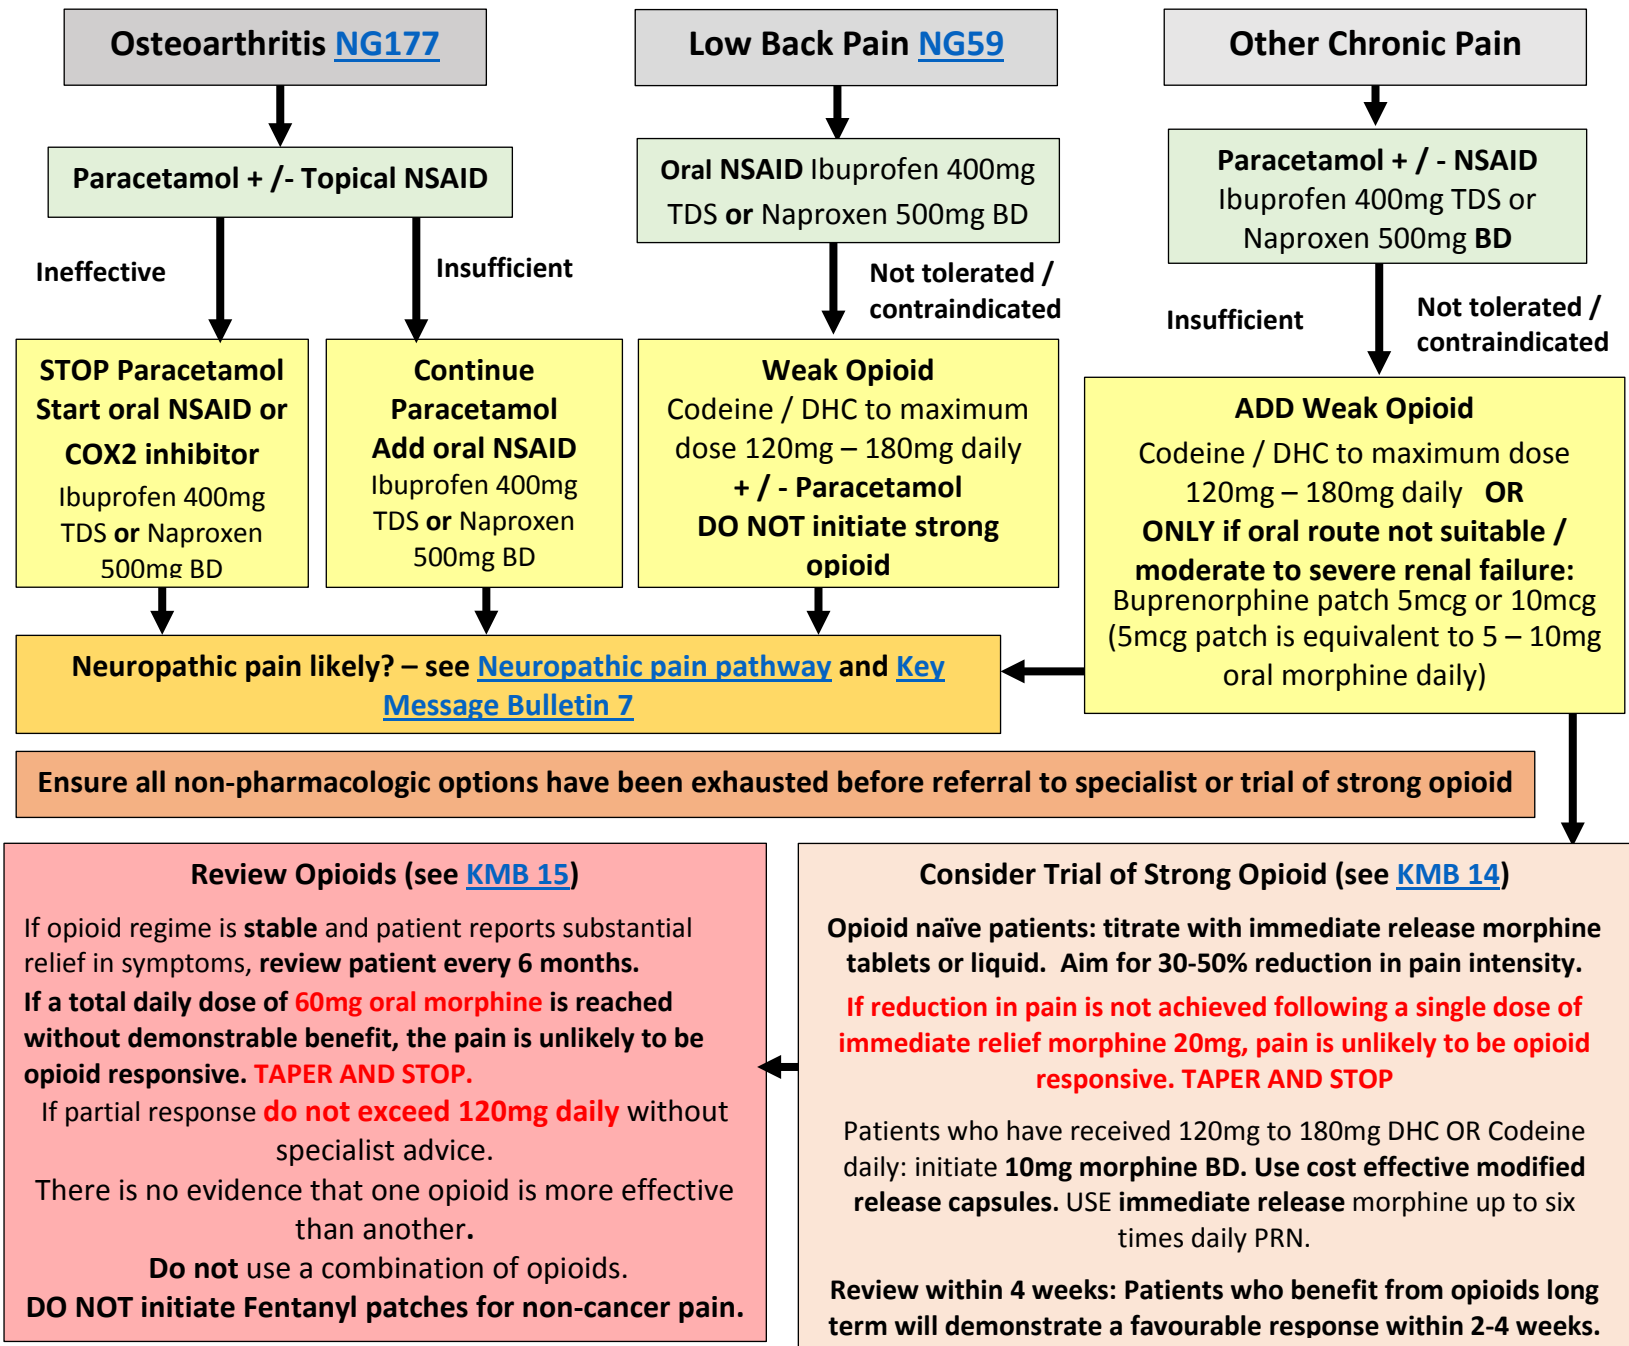 Osteoarthritis NG177
Low Back Pain NG59
Other Chronic Pain
Paracetamol + /- Topical NSAID
Oral NSAID Ibuprofen 400mg
TDS or Naproxen 500mg BD
Paracetamol + / - NSAID
Ibuprofen 400mg TDS or
Naproxen 500mg BD
Ineffective
Insufficient
Not tolerated /
contraindicated
Insufficient
Not tolerated /
contraindicated
STOP Paracetamol
Start oral NSAID or
COX2 inhibitor
Ibuprofen 400mg
TDS or Naproxen
500mg BD
Continue
Paracetamol
Add oral NSAID
Ibuprofen 400mg
TDS or Naproxen
500mg BD
Weak Opioid
Codeine / DHC to maximum
dose 120mg – 180mg daily
+ / - Paracetamol
DO NOT initiate strong
opioid
ADD Weak Opioid
Codeine / DHC to maximum dose
120mg – 180mg daily OR
ONLY if oral route not suitable /
moderate to severe renal failure:
Buprenorphine patch 5mcg or 10mcg
(5mcg patch is equivalent to 5 – 10mg
oral morphine daily)
Neuropathic pain likely? – see Neuropathic pain pathway and Key
Message Bulletin 7
Ensure all non-pharmacologic options have been exhausted before referral to specialist or trial of strong opioid
Review Opioids (see KMB 15)
If opioid regime is stable and patient reports substantial
relief in symptoms, review patient every 6 months.
If a total daily dose of 60mg oral morphine is reached
without demonstrable benefit, the pain is unlikely to be
opioid responsive. TAPER AND STOP.
If partial response do not exceed 120mg daily without
specialist advice.
There is no evidence that one opioid is more effective
than another.
Do not use a combination of opioids.
DO NOT initiate Fentanyl patches for non-cancer pain.
Consider Trial of Strong Opioid (see KMB 14)
Opioid naïve patients: titrate with immediate release morphine
tablets or liquid. Aim for 30-50% reduction in pain intensity.
If reduction in pain is not achieved following a single dose of
immediate relief morphine 20mg, pain is unlikely to be opioid
responsive. TAPER AND STOP
Patients who have received 120mg to 180mg DHC OR Codeine
daily: initiate 10mg morphine BD. Use cost effective modified
release capsules. USE immediate release morphine up to six
times daily PRN.
Review within 4 weeks: Patients who benefit from opioids long
term will demonstrate a favourable response within 2-4 weeks.